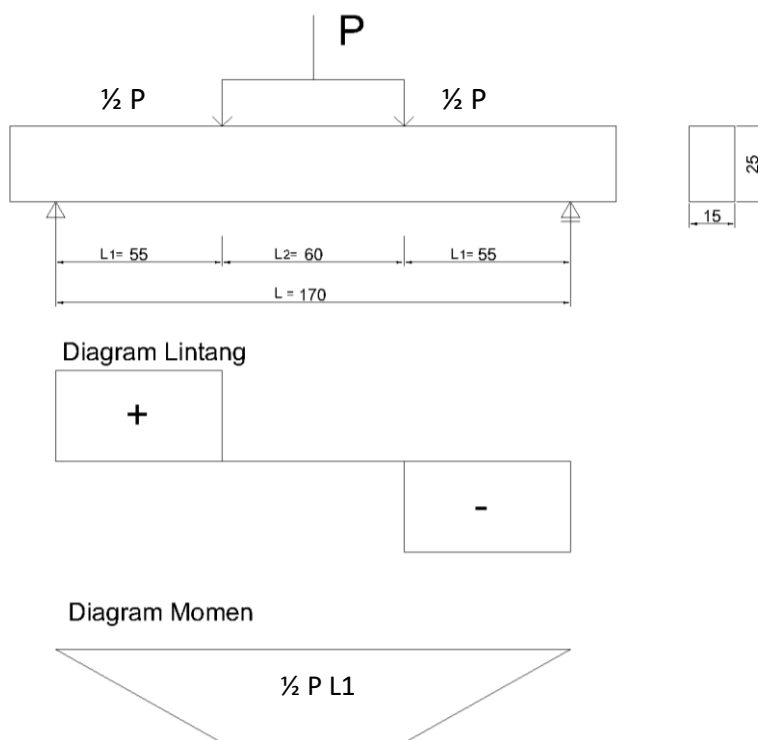 P
½ P
½ P
25
15
L1= 55
L2= 60
L1= 55
L = 170
Diagram Lintang
+
-
Diagram Momen
½ P L1